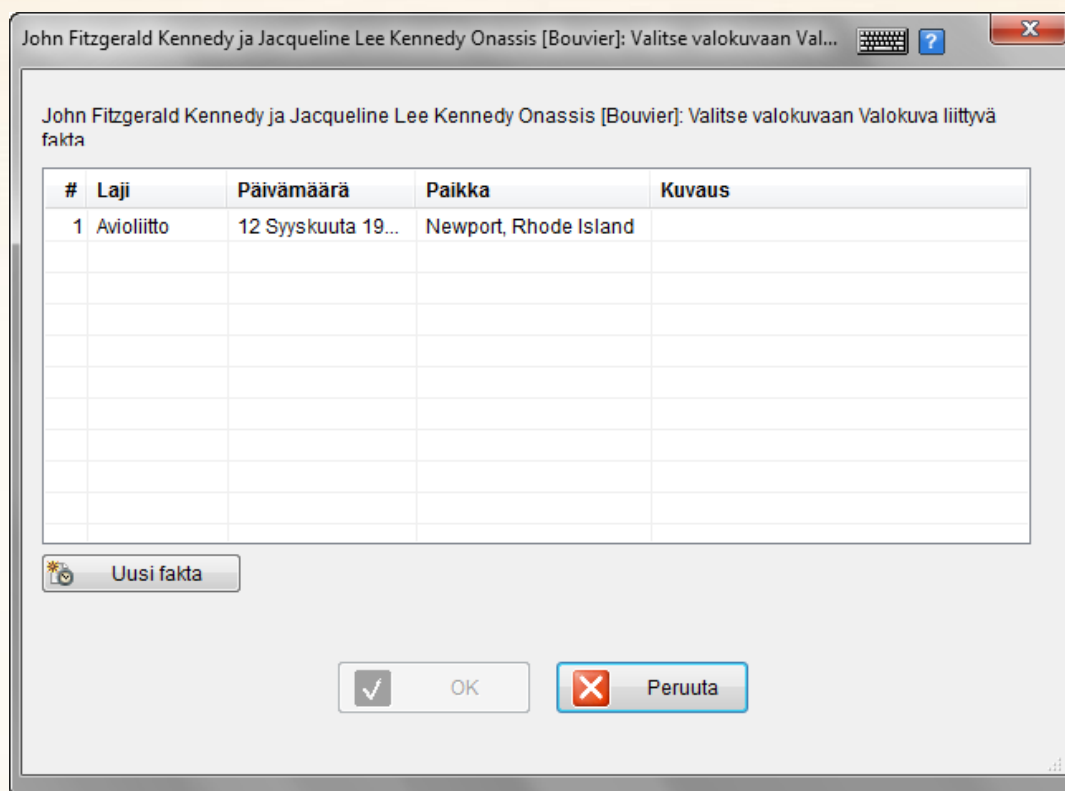 John Fitzgerald Kennedy ja Jacqueline Lee Kennedy Onassis [Bouvier]: Valitse valokuvaan Val...
John Fitzgerald Kennedy ja Jacqueline Lee Kennedy Onassis [Bouvier]: Valitse valokuvaan Valokuva liittyvä
fakta
# Laji Päivämäärä Paikka Kuvaus
1 Avioliitto 12 Syyskuuta 19... Newport, Rhode Island
Uusi fakta
OK Peruuta